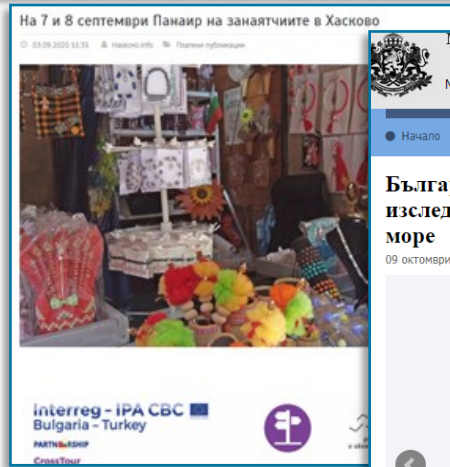 На 7 и 8 септември Панаир на занаятчиите в Хасково
03.09.2020 11:35 Haskovo.info Платени публикации
Interreg - IPA CBC
Bulgaria - Turkey
PARTNERSHIP
CrossTour
Начало
Бълга
изслед
море
09 октомври